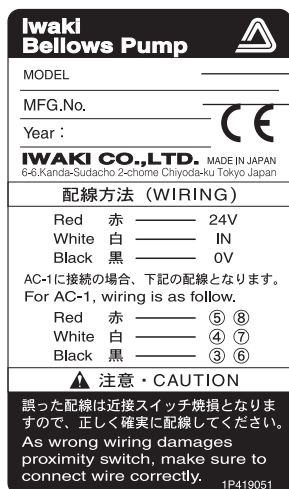 Iwaki
Bellows Pump
MODEL
MFG.No.
Year :
CE
IWAKI CO.,LTD. MADE IN JAPAN
6-6.Kanda-Sudacho 2-chome Chiyoda-ku Tokyo Japan
配線方法 (WIRING)
Red 赤 24V
White 白 IN
Black 黒 0V
AC-1に接続の場合、下記の配線となります。
For AC-1, wiring is as follow.
Red 赤 ⑤ ⑧
White 白 ④ ⑦
Black 黒 ③ ⑥
注意・CAUTION
誤った配線は近接スイッチ焼損となりま
すので、正しく確実に配線してください。
As wrong wiring damages
proximity switch, make sure to
connect wire correctly.
1P419051